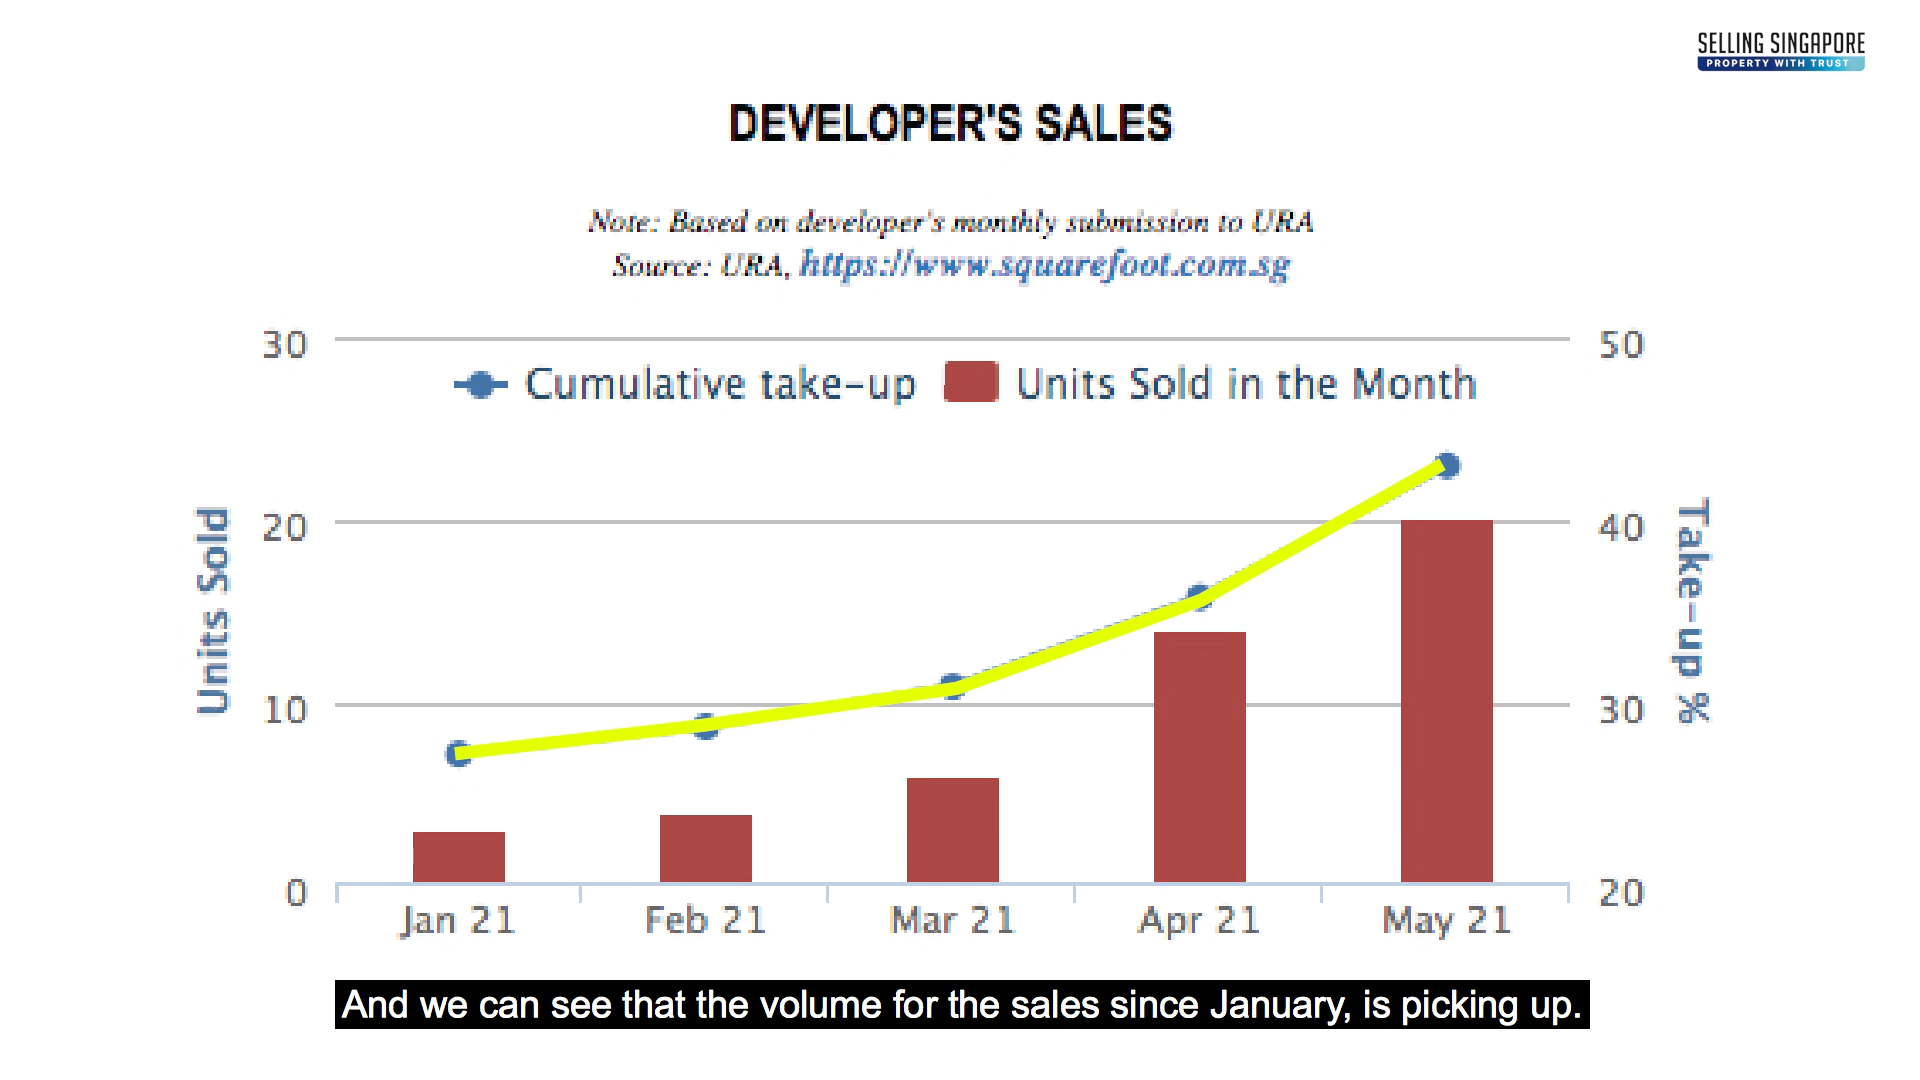 SELLING SINGAPORE
PROPERTY WITH TRUST
DEVELOPER'S SALES
Note: Based on developer's monthly submission to URA
Source: URA, https://www.squarefoot.com.sg
30
50
Cumulative take-up
Units Sold in the Month
Units Sold
20
40
Take-up %
10
30
0
20
Jan 21
Feb 21
Mar 21
Apr 21
May 21
And we can see that the volume for the sales since January, is picking up.